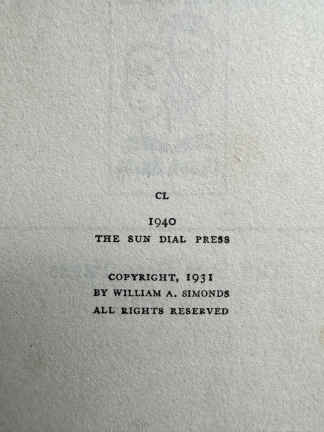 CL
1940
THE SUN DIAL PRESS
COPYRIGHT, 1931
BY WILLIAM A. SIMONDS
ALL RIGHTS RESERVED